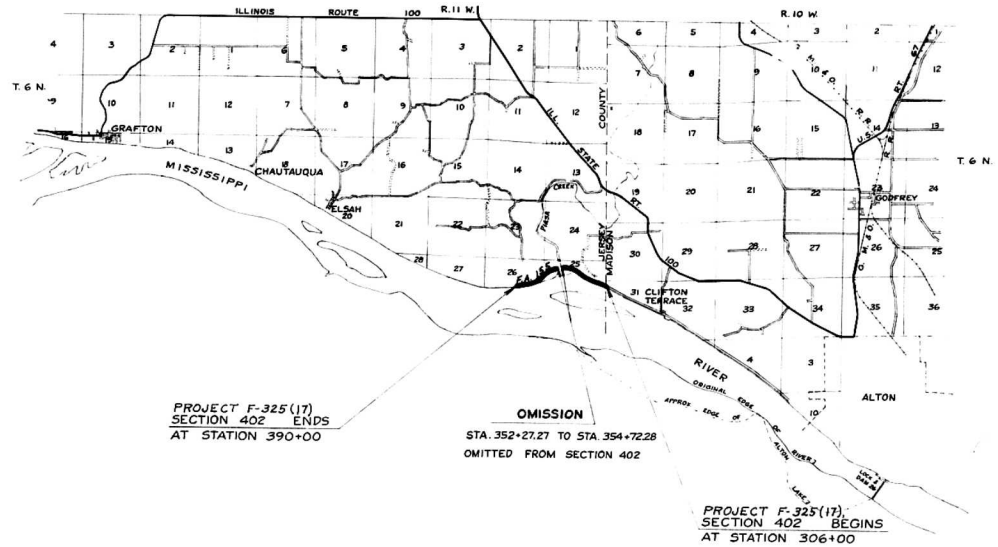 ILLINOIS ROUTE 100
R. 11 W.
R. 10 W.
4 3 2 1 6 5 4 3 2 1 6 5 4 3 2 1
T. 6 N.
9 10 11 12 7 8 9 10 11 12 7 8 9 10 11 12
GRAFTON
14 13 18 17 16 15 14 13 18 17 16 15 14 13
T. 6 N.
MISSISSIPPI
CHAUTAUQUA
ELSAH
20 21 22 23 24 19 20 21 22 23 24
ILL. STATE RT. 100
COUNTY
JERSEY
MADISON
PIASA
CREEK
M. & O. R.R.
U.S. RT. 67
G. M. & O. R.R.
GODFREY
28 27 26 25 30 29 28 27 26 25
F.A. 155
31 32 33 34 35 36
CLIFTON
TERRACE
4 3
10
RIVER
ALTON
ORIGINAL EDGE OF RIVER
APPROX. EDGE OF ALTON LAKE
LOCK &
DAM 26
PROJECT F-325(17)
SECTION 402 ENDS
AT STATION 390+00
OMISSION
STA. 352+27.27 TO STA. 354+72.28
OMITTED FROM SECTION 402
PROJECT F-325(17),
SECTION 402 BEGINS
AT STATION 306+00